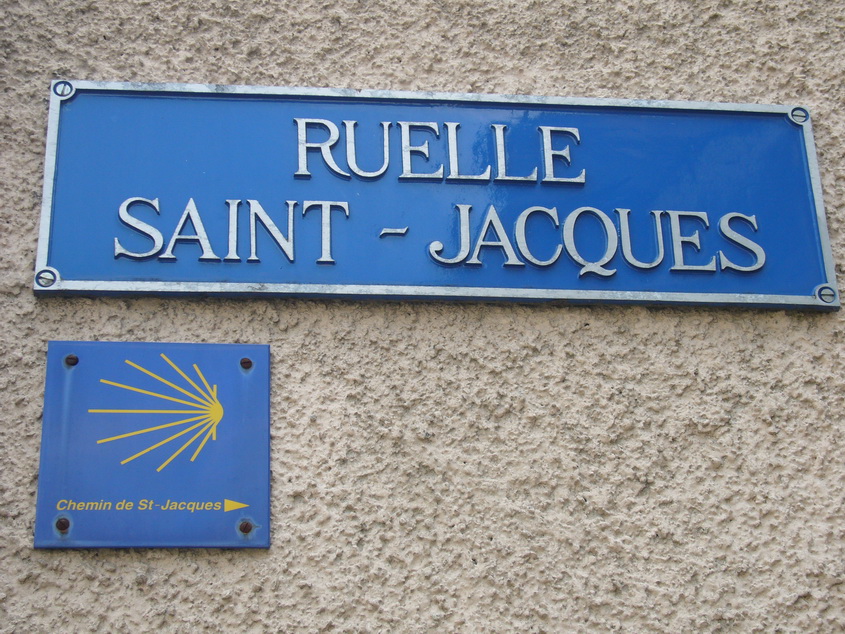 RUELLE
SAINT - JACQUES
Chemin de St-Jacques